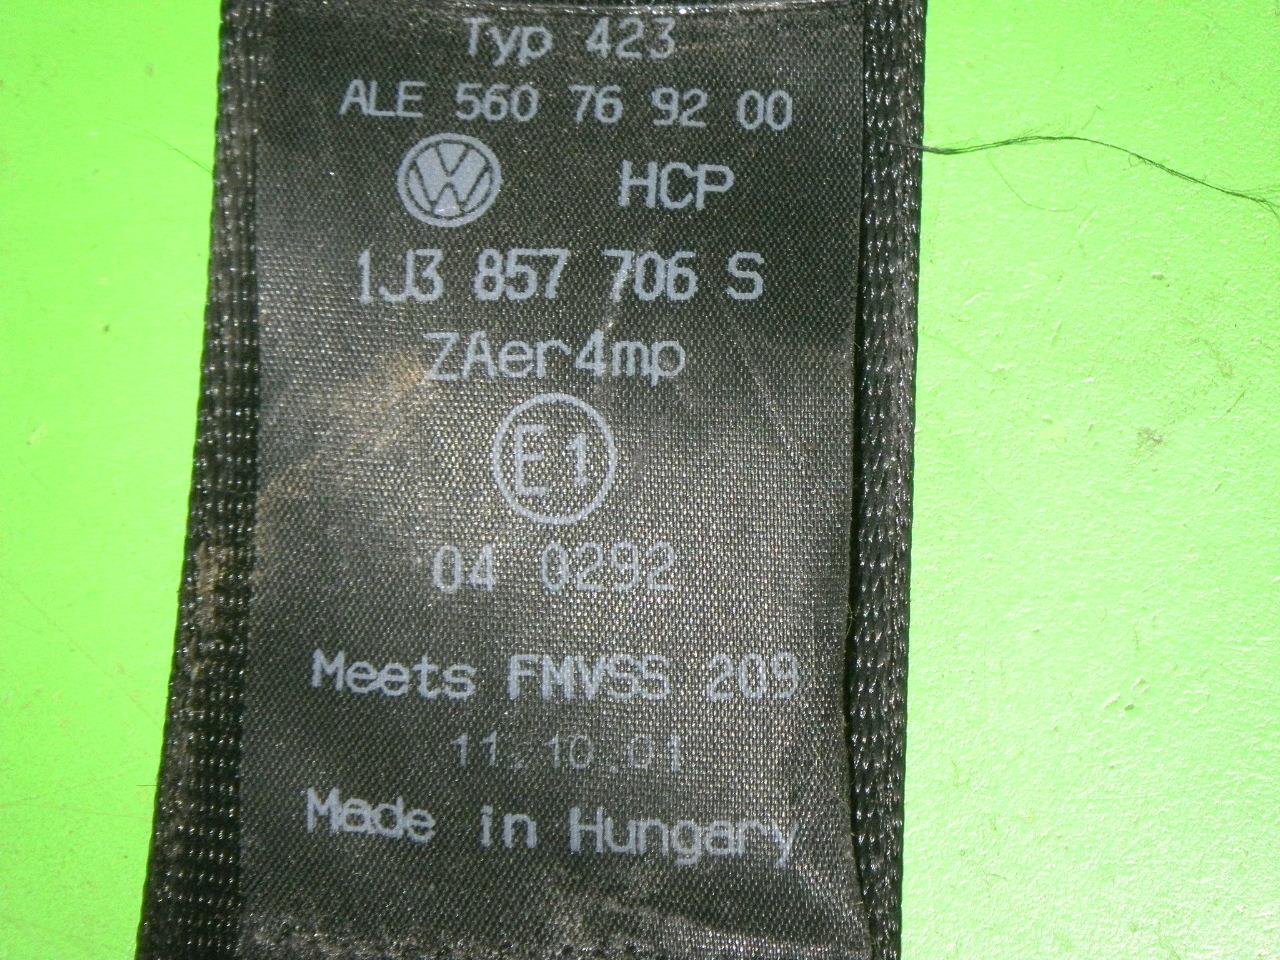 Typ 423
ALE 560 76 92 00
VW HCP
1J3 857 706 S
ZAer4mp
E1
04 0292
Meets FMVSS 209
11.10.01
Made in Hungary